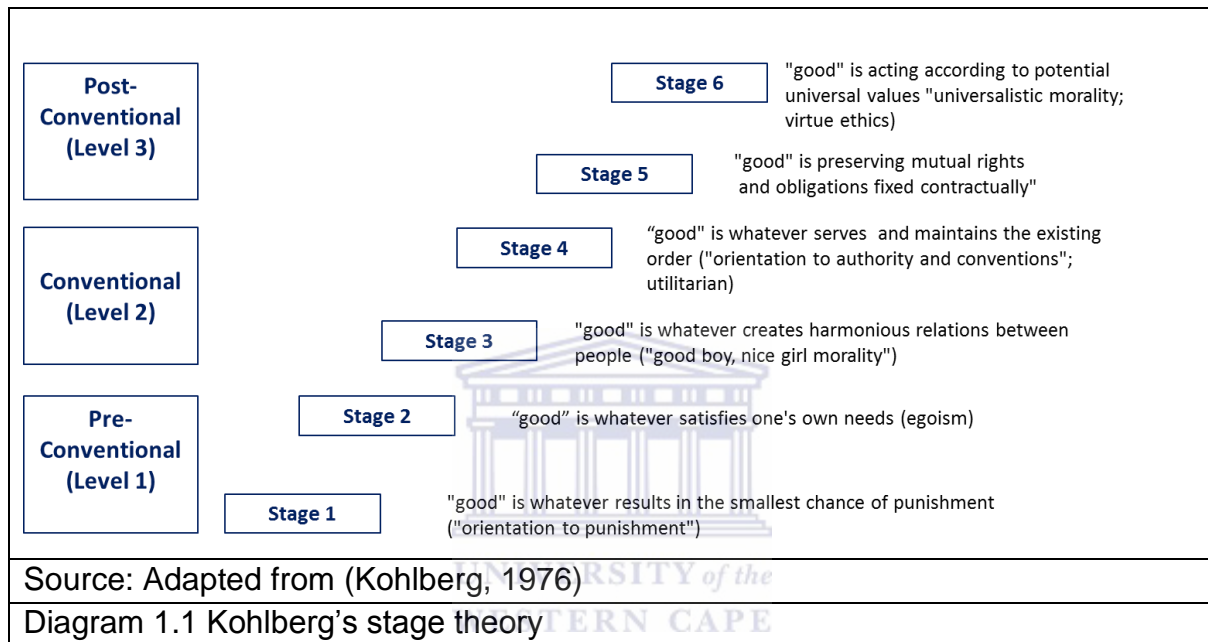 Post-
Conventional
(Level 3)
Stage 6
"good" is acting according to potential
universal values "universalistic morality;
virtue ethics)
Stage 5
"good" is preserving mutual rights
and obligations fixed contractually"
Conventional
(Level 2)
Stage 4
“good" is whatever serves and maintains the existing
order ("orientation to authority and conventions";
utilitarian)
Stage 3
"good" is whatever creates harmonious relations between
people ("good boy, nice girl morality")
Pre-
Conventional
(Level 1)
Stage 2
“good” is whatever satisfies one's own needs (egoism)
Stage 1
"good" is whatever results in the smallest chance of punishment
("orientation to punishment")
Source: Adapted from (Kohlberg, 1976)
UNIVERSITY of the
Diagram 1.1 Kohlberg’s stage theory
WESTERN CAPE